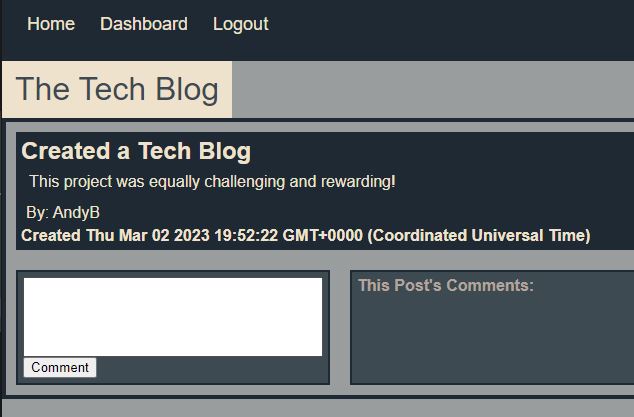 Home Dashboard Logout
The Tech Blog
Created a Tech Blog
This project was equally challenging and rewarding!
By: AndyB
Created Thu Mar 02 2023 19:52:22 GMT+0000 (Coordinated Universal Time)
This Post's Comments:
Comment